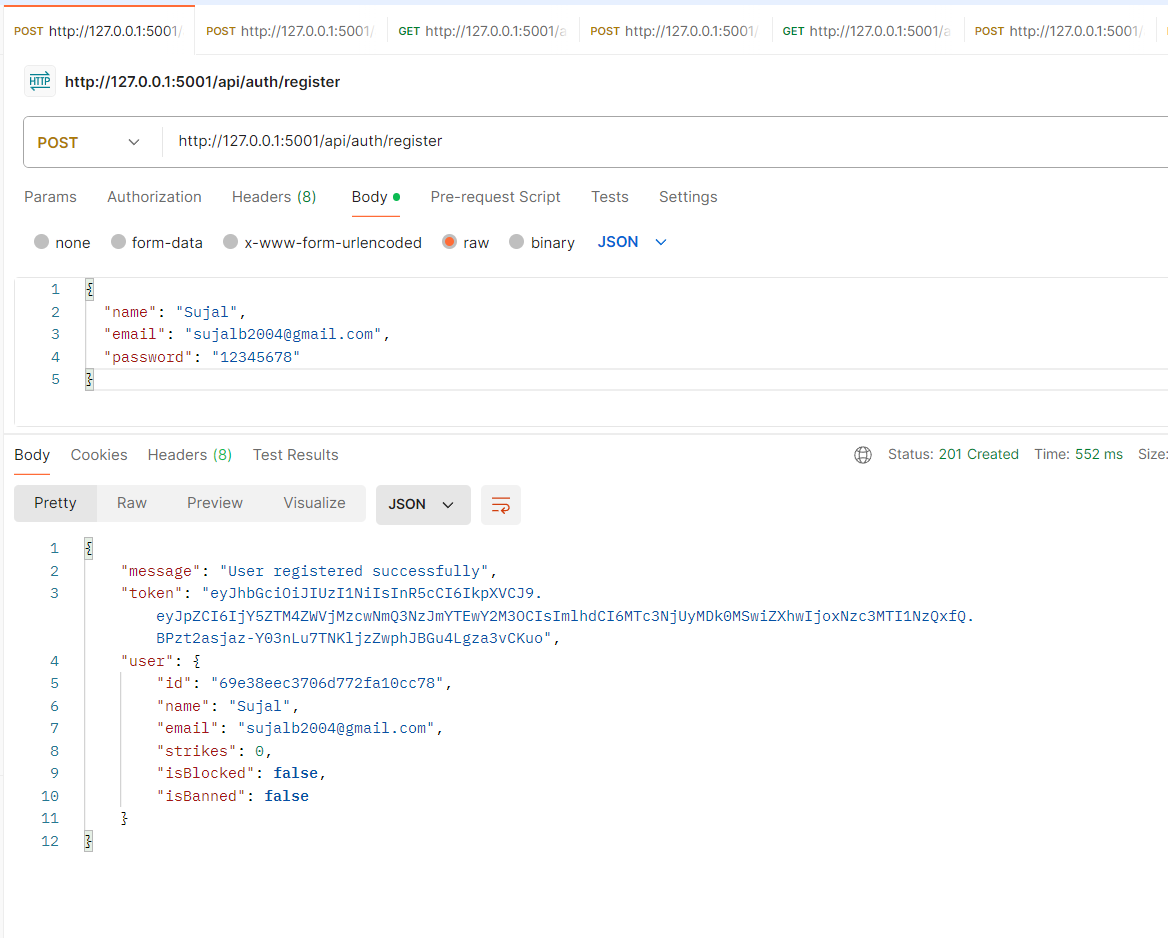 POST http://127.0.0.1:5001/ POST http://127.0.0.1:5001/ GET http://127.0.0.1:5001/a POST http://127.0.0.1:5001/ GET http://127.0.0.1:5001/a POST http://127.0.0.1:5001/
HTTP http://127.0.0.1:5001/api/auth/register
POST http://127.0.0.1:5001/api/auth/register
Params Authorization Headers (8) Body Pre-request Script Tests Settings
none form-data x-www-form-urlencoded raw binary JSON
1 {
2 "name": "Sujal",
3 "email": "sujalb2004@gmail.com",
4 "password": "12345678"
5 }
Body Cookies Headers (8) Test Results Status: 201 Created Time: 552 ms Size:
Pretty Raw Preview Visualize JSON
1 {
2 "message": "User registered successfully",
3 "token": "eyJhbGciOiJIUzI1NiIsInR5cCI6IkpXVCJ9.
eyJpZCI6IjY5ZTM4ZWVjMzcwNmQ3NzJmYTEwY2M3OCIsImlhdCI6MTc3NjUyMDk0MSwiZXhwIjoxNzc3MTI1NzQxfQ.
BPzt2asjaz-Y03nLu7TNKljzZwphJBGu4Lgza3vCKuo",
4 "user": {
5 "id": "69e38eec3706d772fa10cc78",
6 "name": "Sujal",
7 "email": "sujalb2004@gmail.com",
8 "strikes": 0,
9 "isBlocked": false,
10 "isBanned": false
11 }
12 }